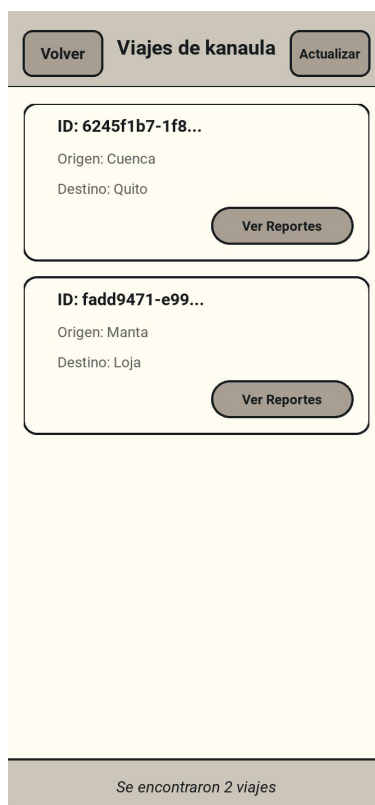 Volver
Viajes de kanaula
Actualizar
ID: 6245f1b7-1f8...
Origen: Cuenca
Destino: Quito
Ver Reportes
ID: fadd9471-e99...
Origen: Manta
Destino: Loja
Ver Reportes
Se encontraron 2 viajes